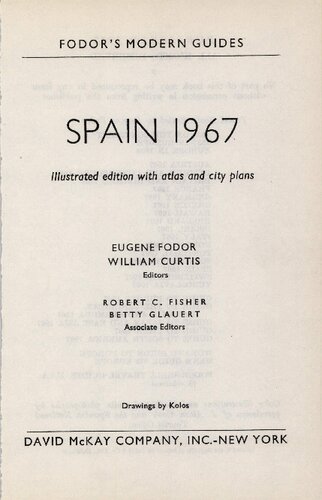 FODOR'S MODERN GUIDES
SPAIN 1967
Illustrated edition with atlas and city plans
EUGENE FODOR
WILLIAM CURTIS
Editors
ROBERT C. FISHER
BETTY GLAUERT
Associate Editors
Drawings by Kolos
DAVID McKAY COMPANY, INC.-NEW YORK